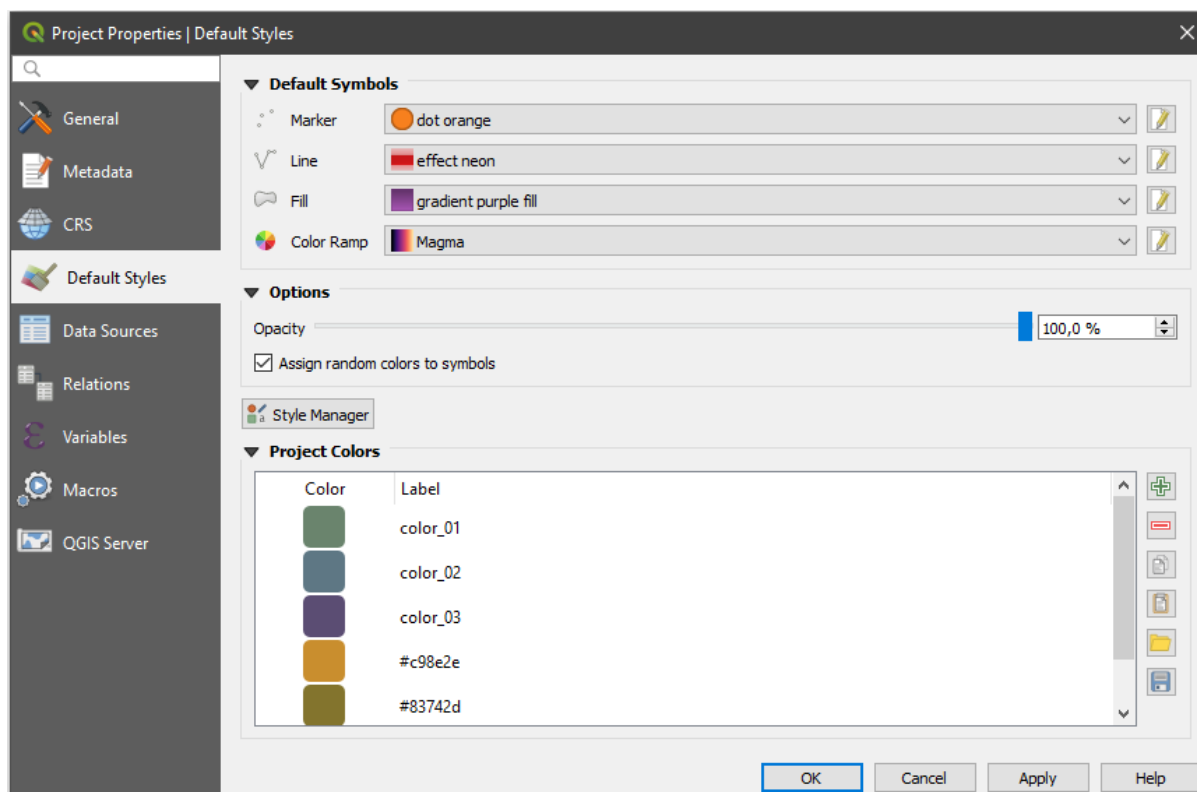 Project Properties | Default Styles
General
Metadata
CRS
Default Styles
Data Sources
Relations
Variables
Macros
QGIS Server
Default Symbols
Marker dot orange
Line effect neon
Fill gradient purple fill
Color Ramp Magma
Options
Opacity 100,0 %
Assign random colors to symbols
Style Manager
Project Colors
Color Label
color_01
color_02
color_03
#c98e2e
#83742d
OK Cancel Apply Help